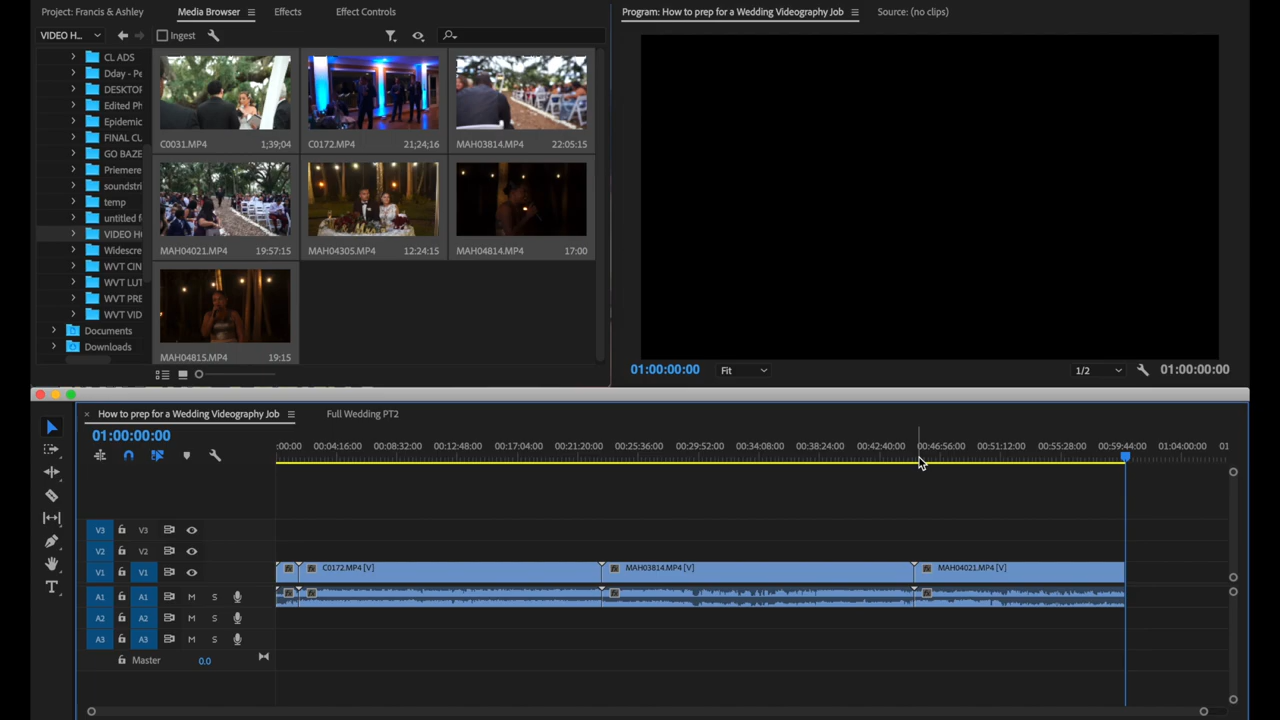 Project: Francis & Ashley
Media Browser
Effects
Effect Controls
Program: How to prep for a Wedding Videography Job
Source: (no clips)
VIDEO H...
Ingest
CL ADS
Dday - Pe
DESKTOP
Edited Ph
Epidemic
FINAL CU
GO BAZE
Priemere
soundstri
temp
untitled f
VIDEO HO
Widescre
WVT CIN
WVT LUT
WVT PRE
WVT VID
Documents
Downloads
C0031.MP4 1;39;04
C0172.MP4 21;24;16
MAH03814.MP4 22:05:15
MAH04021.MP4 19:57:15
MAH04305.MP4 12:24:15
MAH04814.MP4 17:00
MAH04815.MP4 19:15
01:00:00:00
Fit
1/2
01:00:00:00
How to prep for a Wedding Videography Job
Full Wedding PT2
01:00:00:00
:00:00 00:04:16:00 00:08:32:00 00:12:48:00 00:17:04:00 00:21:20:00 00:25:36:00 00:29:52:00 00:34:08:00 00:38:24:00 00:42:40:00 00:46:56:00 00:51:12:00 00:55:28:00 00:59:44:00 01:04:00:00 01
V3 V3
V2 V2
V1 V1
fx
fx C0172.MP4 [V]
fx MAH03814.MP4 [V]
fx MAH04021.MP4 [V]
A1 A1 M S
A2 A2 M S
A3 A3 M S
Master 0.0